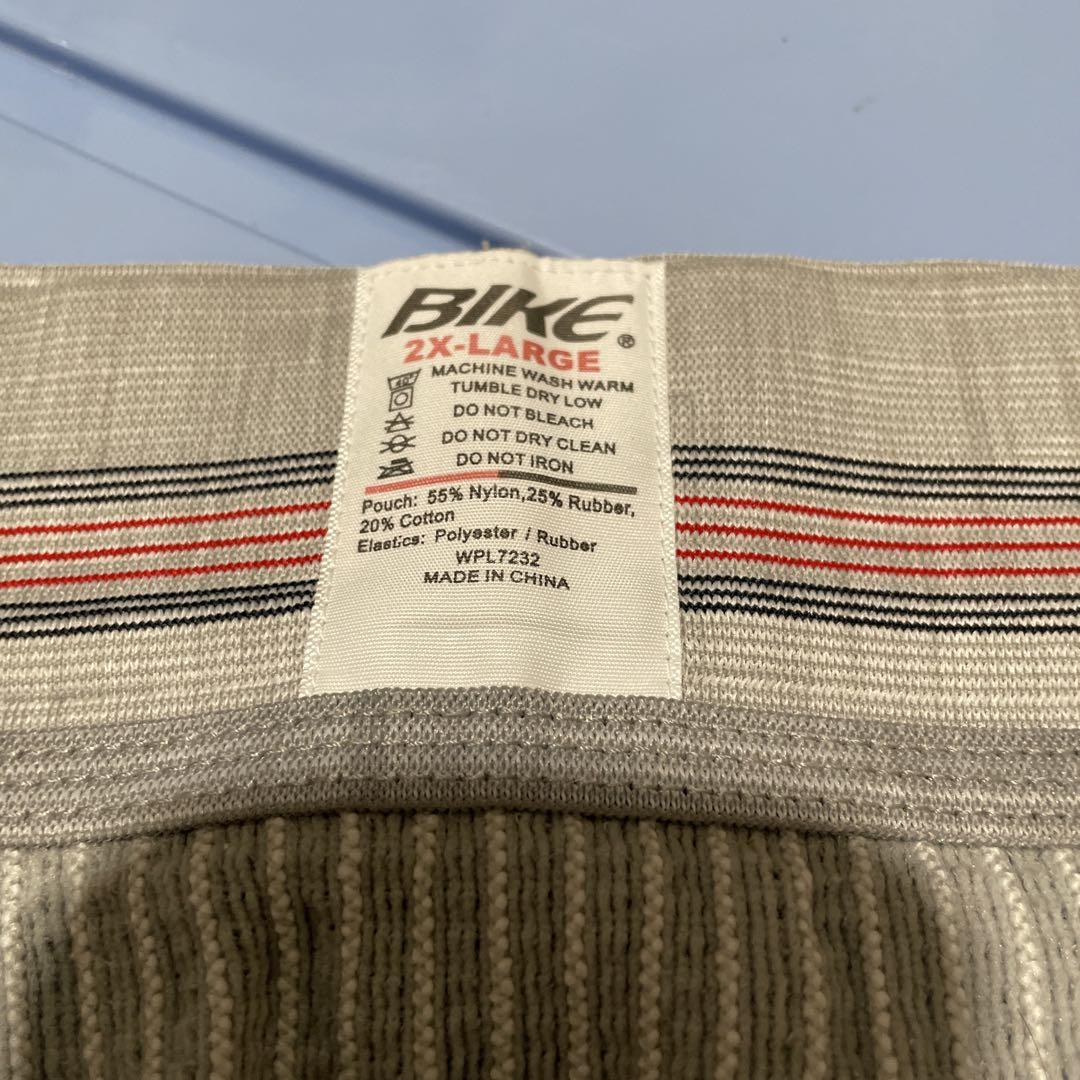 BIKE®
2X-LARGE
40°
MACHINE WASH WARM
TUMBLE DRY LOW
DO NOT BLEACH
DO NOT DRY CLEAN
DO NOT IRON
Pouch: 55% Nylon,25% Rubber,
20% Cotton
Elastics: Polyester / Rubber
WPL7232
MADE IN CHINA